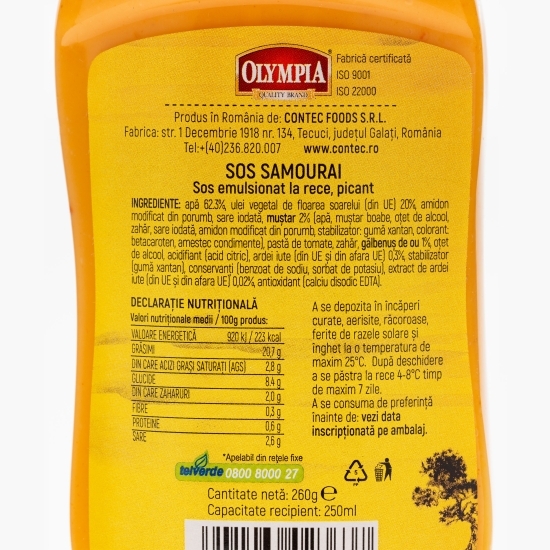 OLYMPIA
QUALITY BRAND
Fabrică certificată
ISO 9001
ISO 22000
Produs în România de: CONTEC FOODS S.R.L.
Fabrica: str. 1 Decembrie 1918 nr. 134, Tecuci, județul Galați, România
Tel:+(40)236.820.007 www.contec.ro
SOS SAMOURAI
Sos emulsionat la rece, picant
INGREDIENTE: apă 62.3%, ulei vegetal de floarea soarelui (din UE) 20%, amidon
modificat din porumb, sare iodată, muștar 2% (apă, muștar boabe, oțet de alcool,
zahăr, sare iodată, amidon modificat din porumb, stabilizator: gumă xantan, colorant:
betacaroten, amestec condimente), pastă de tomate, zahăr, gălbenuș de ou 1%, oțet
de alcool, acidifiant (acid citric), ardei iute (din UE și din afara UE) 0,3%, stabilizator
(gumă xantan), conservanți (benzoat de sodiu, sorbat de potasiu), extract de ardei
iute (din UE și din afara UE) 0,02%, antioxidant (calciu disodic EDTA).
DECLARAȚIE NUTRIȚIONALĂ
Valori nutriționale medii / 100g produs:
VALOARE ENERGETICĂ 920 kJ / 223 kcal
GRĂSIMI 20,7 g
DIN CARE ACIZI GRAȘI SATURAȚI (AGS) 2,8 g
GLUCIDE 8,4 g
DIN CARE ZAHARURI 2,0 g
FIBRE 0,3 g
PROTEINE 0,6 g
SARE 2,6 g
A se depozita în încăperi
curate, aerisite, răcoroase,
ferite de razele solare și
îngheț la o temperatura de
maxim 25°C. După deschidere
a se păstra la rece 4-8°C timp
de maxim 7 zile.
A se consuma de preferință
înainte de: vezi data
inscripționată pe ambalaj.
*Apelabil din rețele fixe
telverde 0800 8000 27
5
PP
Cantitate netă: 260g e
Capacitate recipient: 250ml